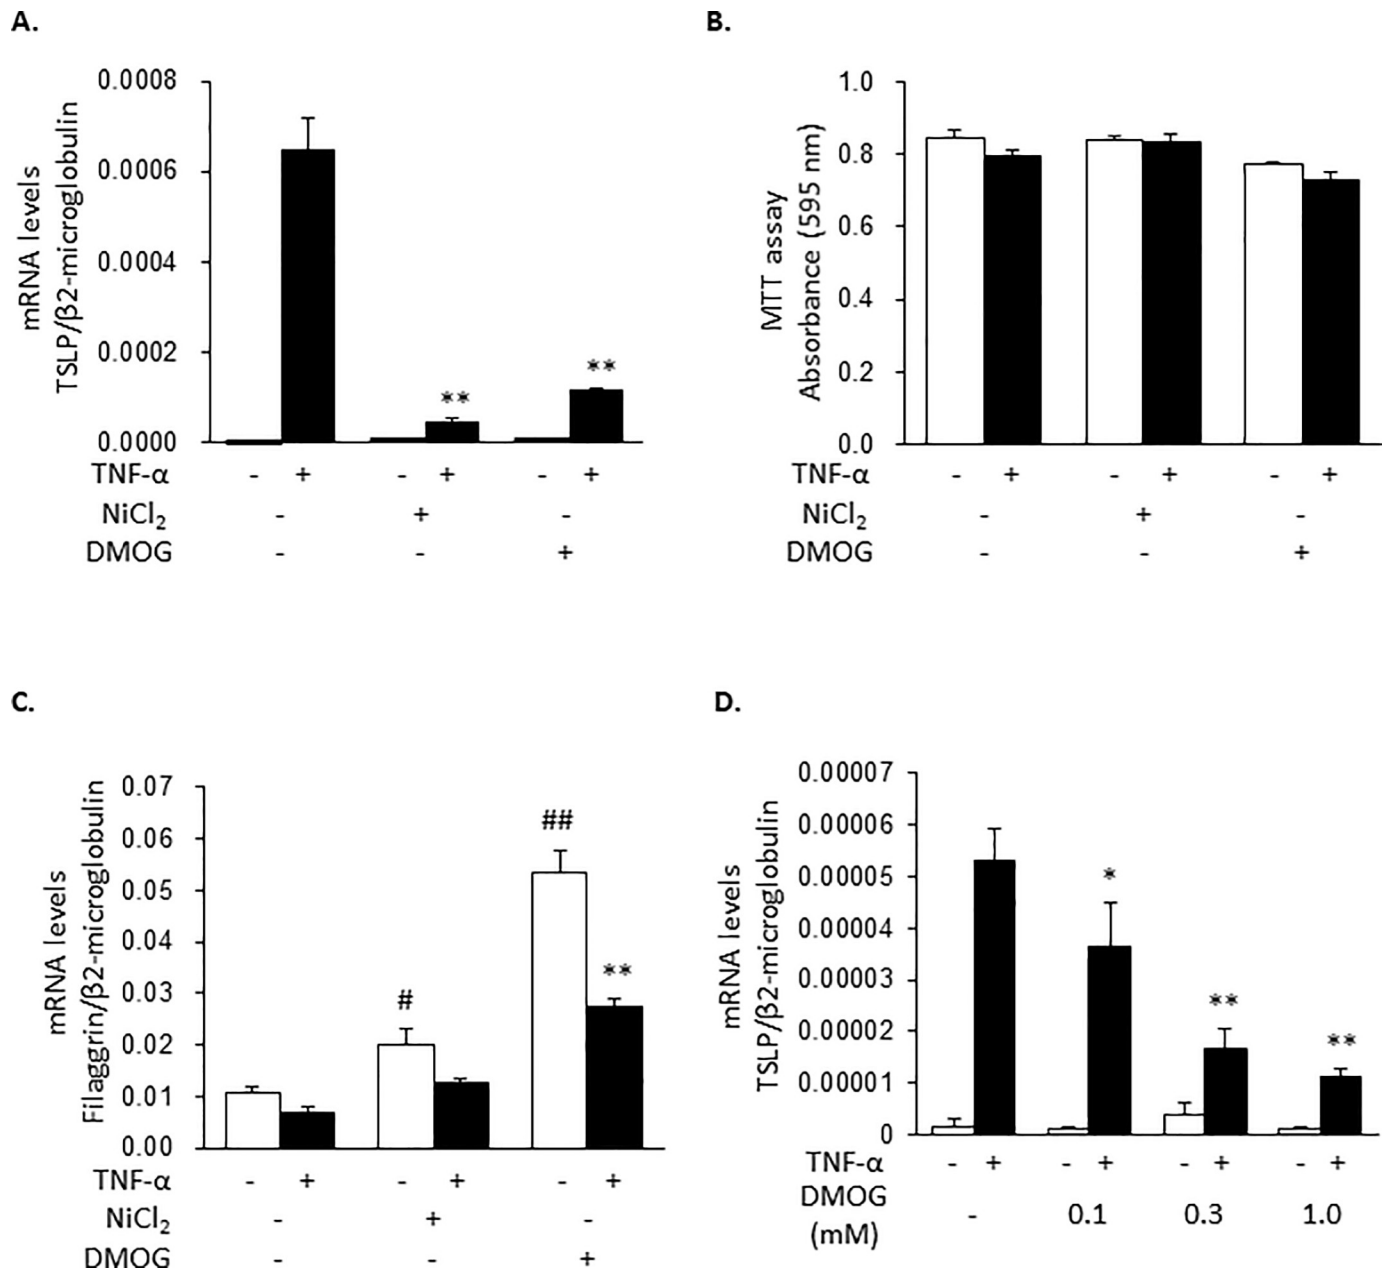 A.
mRNA levels
TSLP/β2-microglobulin
0.0008
0.0006
0.0004
0.0002
0.0000
** **
TNF-α - + - + - +
NiCl2 - + -
DMOG - - +
B.
MTT assay
Absorbance (595 nm)
1.0
0.8
0.6
0.4
0.2
0.0
TNF-α - + - + - +
NiCl2 - + -
DMOG - - +
C.
mRNA levels
Filaggrin/β2-microglobulin
0.07
0.06
0.05
0.04
0.03
0.02
0.01
0.00
# ## **
TNF-α - + - + - +
NiCl2 - + -
DMOG - - +
D.
mRNA levels
TSLP/β2-microglobulin
0.00007
0.00006
0.00005
0.00004
0.00003
0.00002
0.00001
0
* ** **
TNF-α - + - + - + - +
DMOG
(mM) - 0.1 0.3 1.0